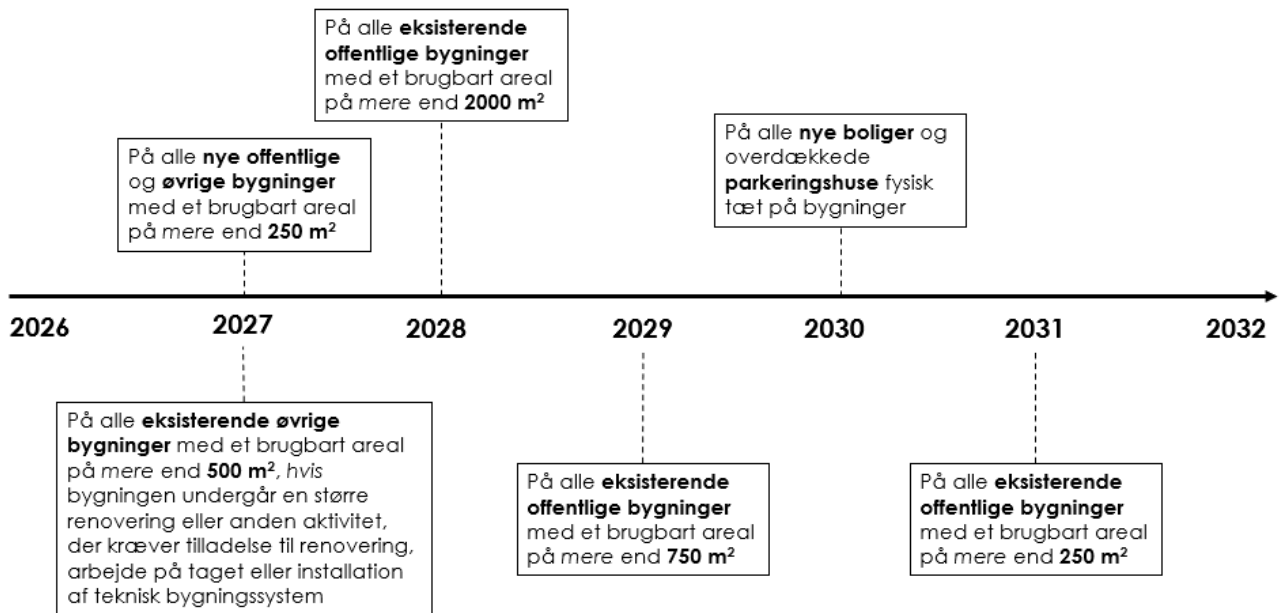 På alle eksisterende
offentlige bygninger
med et brugbart areal
på mere end 2000 m²
På alle nye offentlige
og øvrige bygninger
med et brugbart areal
på mere end 250 m²
På alle nye boliger og
overdækkede
parkeringshuse fysisk
tæt på bygninger
2026 2027 2028 2029 2030 2031 2032
På alle eksisterende øvrige
bygninger med et brugbart areal
på mere end 500 m², hvis
bygningen undergår en større
renovering eller anden aktivitet,
der kræver tilladelse til renovering,
arbejde på taget eller installation
af teknisk bygningssystem
På alle eksisterende
offentlige bygninger
med et brugbart areal
på mere end 750 m²
På alle eksisterende
offentlige bygninger
med et brugbart areal
på mere end 250 m²